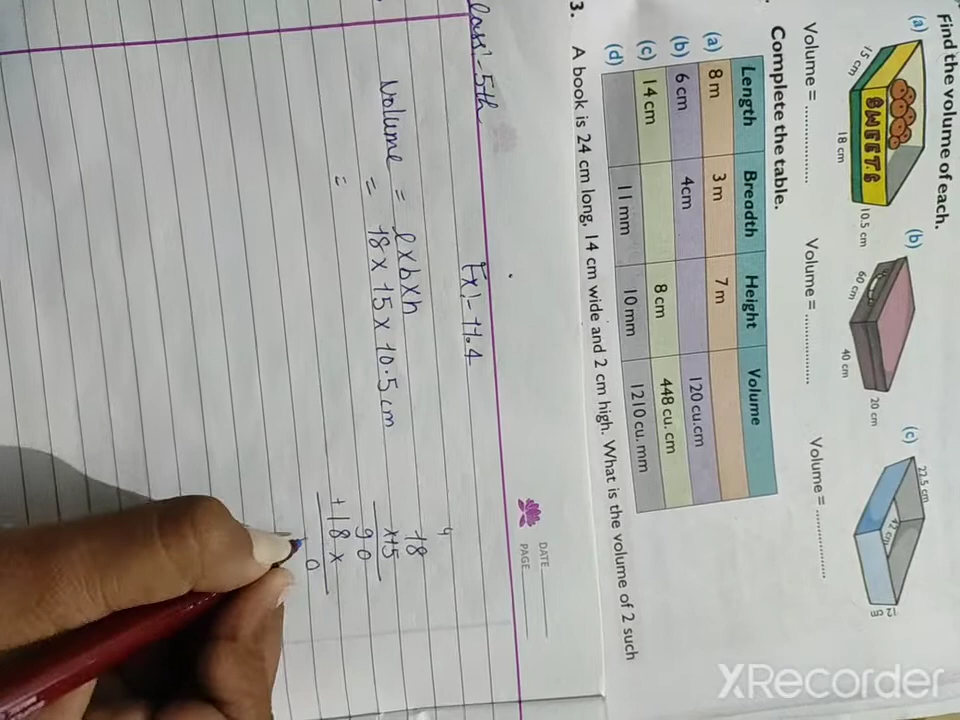 Find the volume of each.
(a) (b) (c)
SWEETS
15 cm 18 cm 10.5 cm
60 cm 40 cm 20 cm
22.5 cm 12
Volume = .................. Volume = .................. Volume = ..................
Complete the table.
Length Breadth Height Volume
(a) 8 m 3 m 7 m
(b) 6 cm 4cm 120 cu.cm
(c) 14 cm 8 cm 448 cu. cm
(d) 11 mm 10 mm 1210 cu. mm
3. A book is 24 cm long, 14 cm wide and 2 cm high. What is the volume of 2 such
DATE
PAGE
class:- 5th
Ex:- 11.4
Volume = l×b×h
= 18 × 15 × 10.5 cm
=
4
18
×15
90
+18×
0
XRecorder